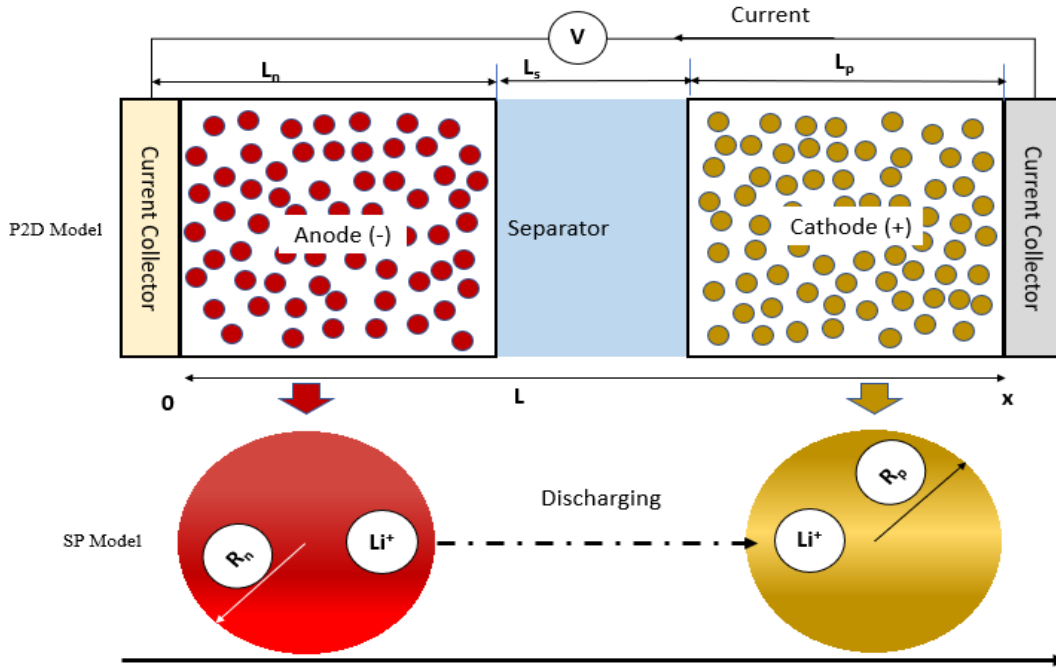 Current
V
Lₙ
Lₛ
Lₚ
P2D Model
Current Collector
Anode (-)
Separator
Cathode (+)
Current Collector
0
L
x
Discharging
SP Model
Rₙ
Li⁺
Li⁺
Rₚ